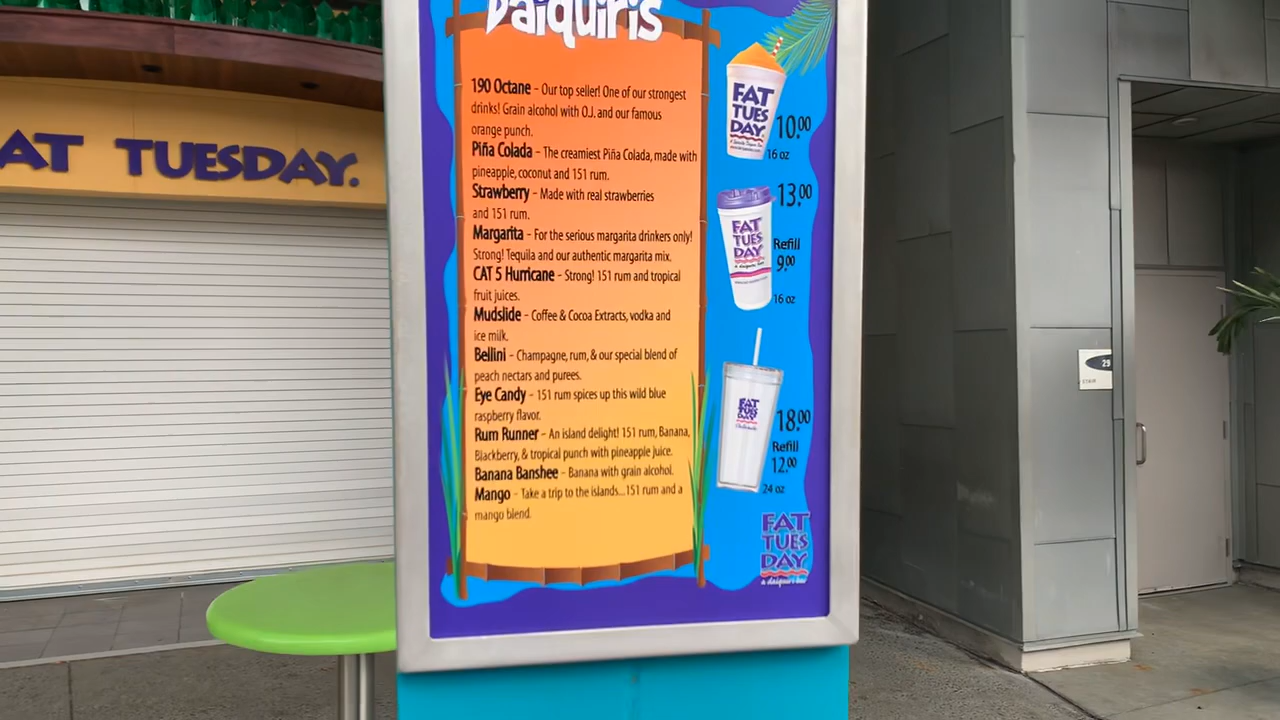 Daiquiris
190 Octane – Our top seller! One of our strongest
drinks! Grain alcohol with O.J. and our famous
orange punch.
Piña Colada – The creamiest Piña Colada, made with
pineapple, coconut and 151 rum.
Strawberry – Made with real strawberries
and 151 rum.
Margarita – For the serious margarita drinkers only!
Strong! Tequila and our authentic margarita mix.
CAT 5 Hurricane – Strong! 151 rum and tropical
fruit juices.
Mudslide – Coffee & Cocoa Extracts, vodka and
ice milk.
Bellini – Champagne, rum, & our special blend of
peach nectars and purees.
Eye Candy – 151 rum spices up this wild blue
raspberry flavor.
Rum Runner – An island delight! 151 rum, Banana,
Blackberry, & tropical punch with pineapple juice.
Banana Banshee – Banana with grain alcohol.
Mango – Take a trip to the islands...151 rum and a
mango blend.
FAT
TUES
DAY
10.00
16 oz
13.00
FAT
TUES
DAY
a daiquiri bar
Refill
9.00
16 oz
FAT
TUES
DAY
18.00
Refill
12.00
24 oz
FAT
TUES
DAY
a daiquiri bar
AT TUESDAY.
29
STAIR